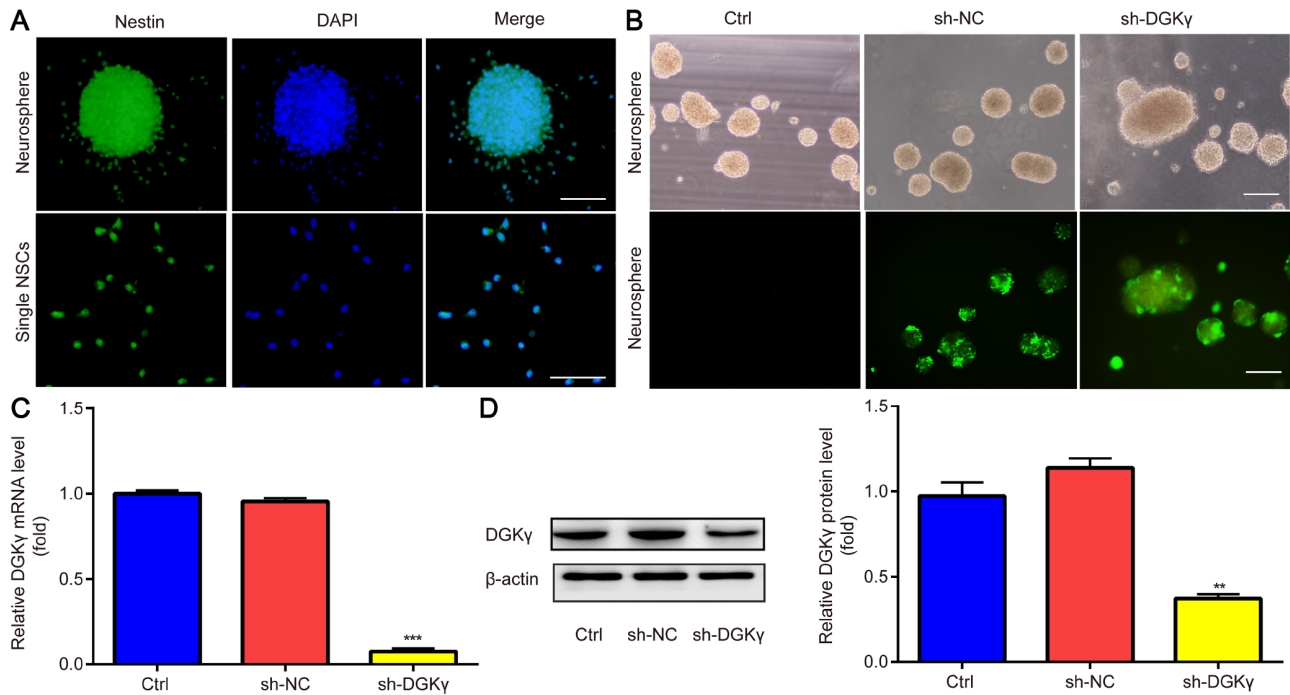 A
Nestin
DAPI
Merge
Neurosphere
Single NSCs
B
Ctrl
sh-NC
sh-DGKγ
Neurosphere
Neurosphere
C
Relative DGKγ mRNA level
(fold)
1.5
1.0
0.5
0.0
***
Ctrl
sh-NC
sh-DGKγ
D
DGKγ
β-actin
Ctrl
sh-NC
sh-DGKγ
Relative DGKγ protein level
(fold)
1.5
1.0
0.5
0.0
**
Ctrl
sh-NC
sh-DGKγ